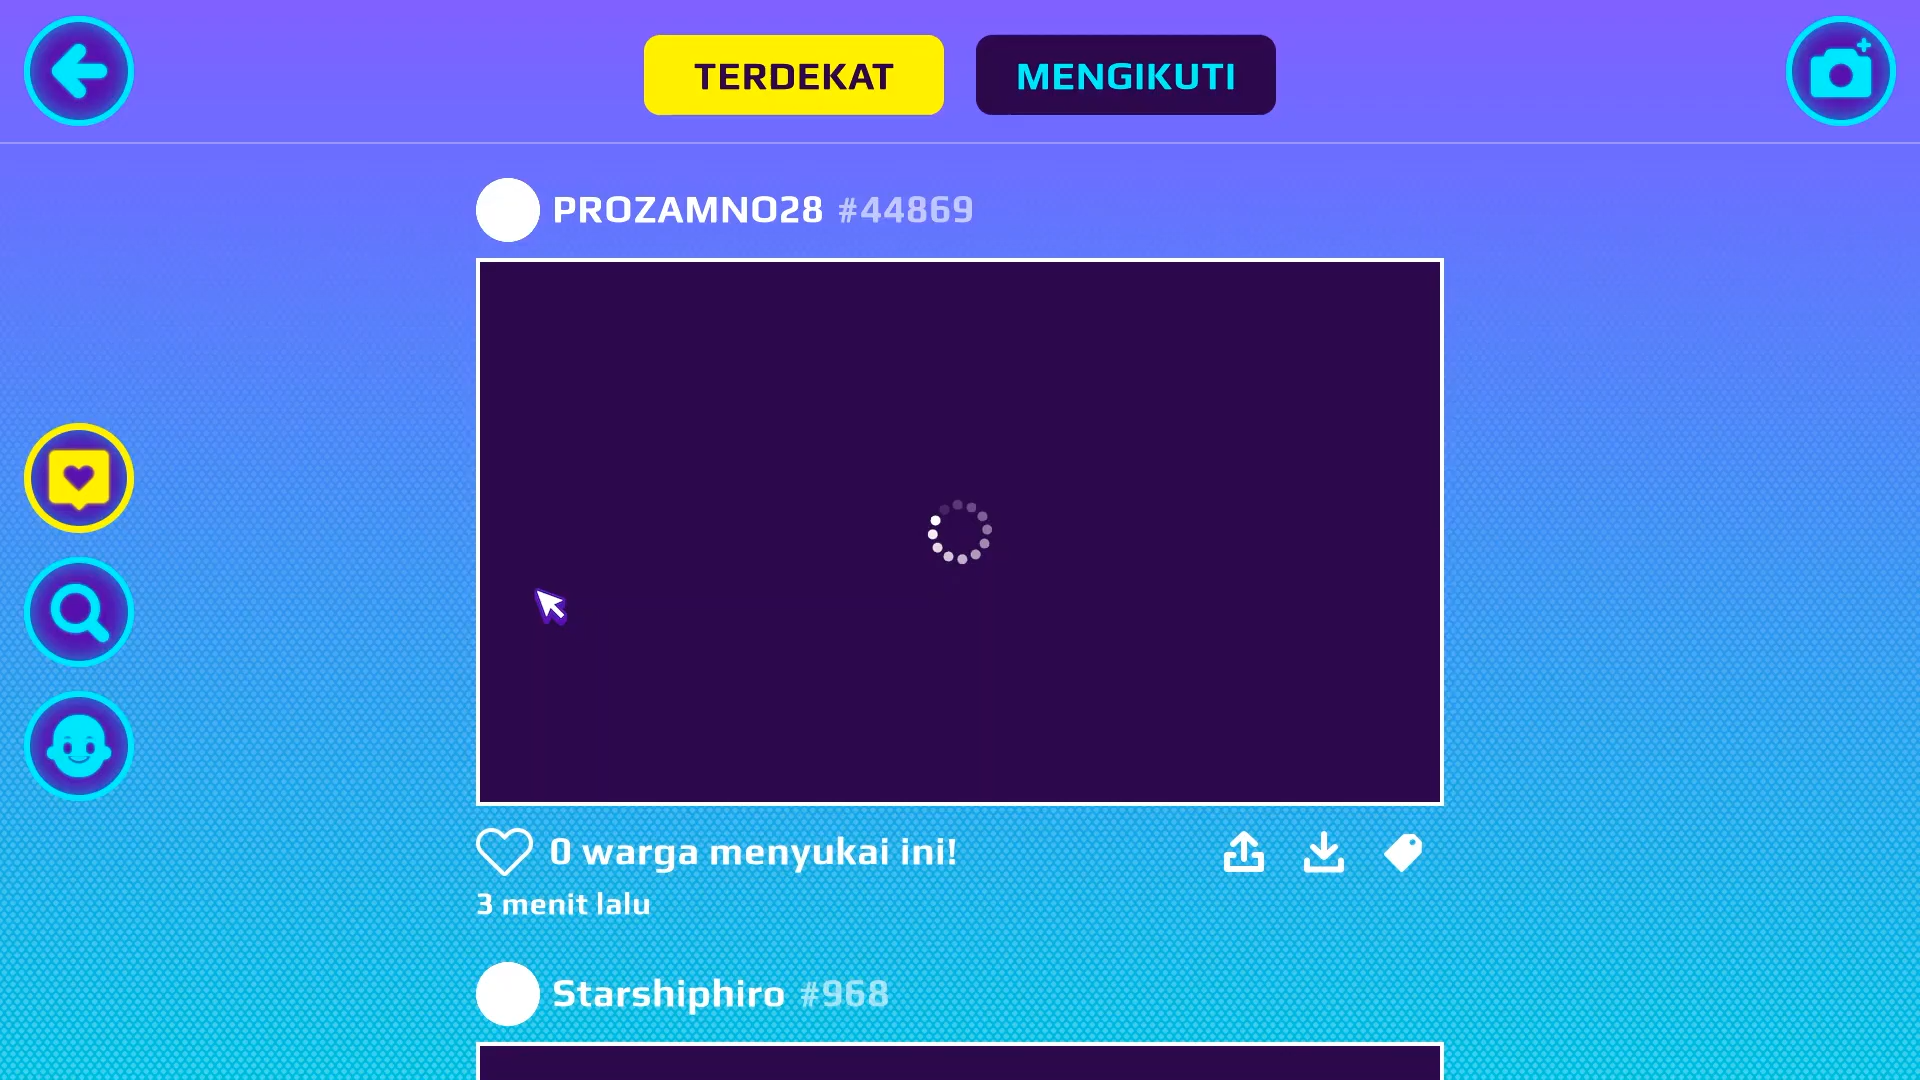 TERDEKAT
MENGIKUTI
PROZAMNO28 #44869
0 warga menyukai ini!
3 menit lalu
Starshiphiro #968